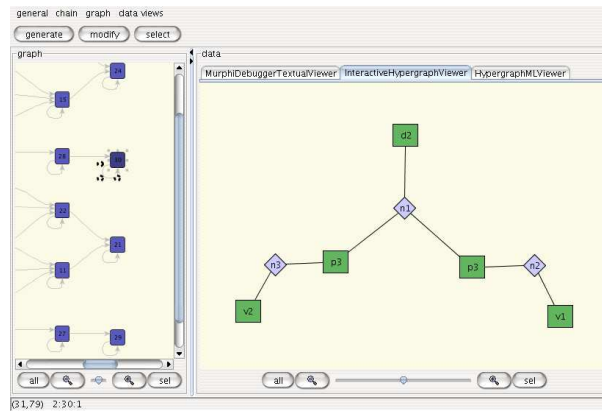 general chain graph data views
generate modify select
graph
data
MurphiDebuggerTextualViewer InteractiveHypergraphViewer HypergraphMLViewer
24
15
28
30
22
21
11
27
29
d2
n1
n3
p3
p3
n2
v2
v1
all sel
all sel
(31,79) 2:30:1